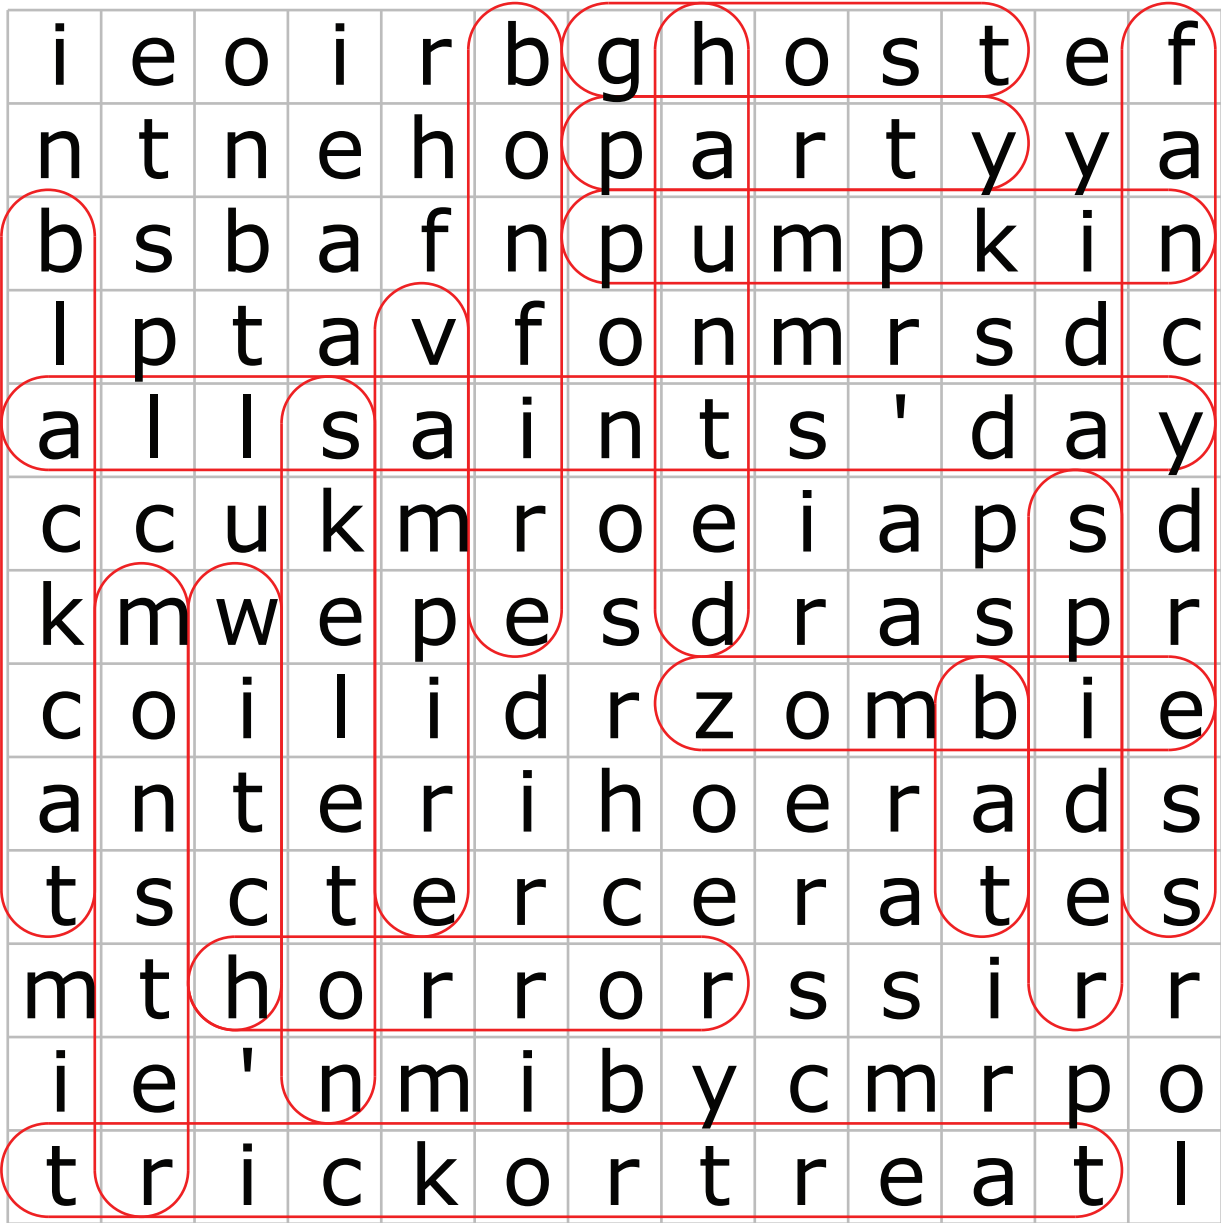 i e o i r b g h o s t e f
n t n e h o p a r t y y a
b s b a f n p u m p k i n
l p t a v f o n m r s d c
a l l s a i n t s ' d a y
c c u k m r o e i a p s d
k m w e p e s d r a s p r
c o i l i d r z o m b i e
a n t e r i h o e r a d s
t s c t e r c e r a t e s
m t h o r r o r s s i r r
i e ' n m i b y c m r p o
t r i c k o r t r e a t l